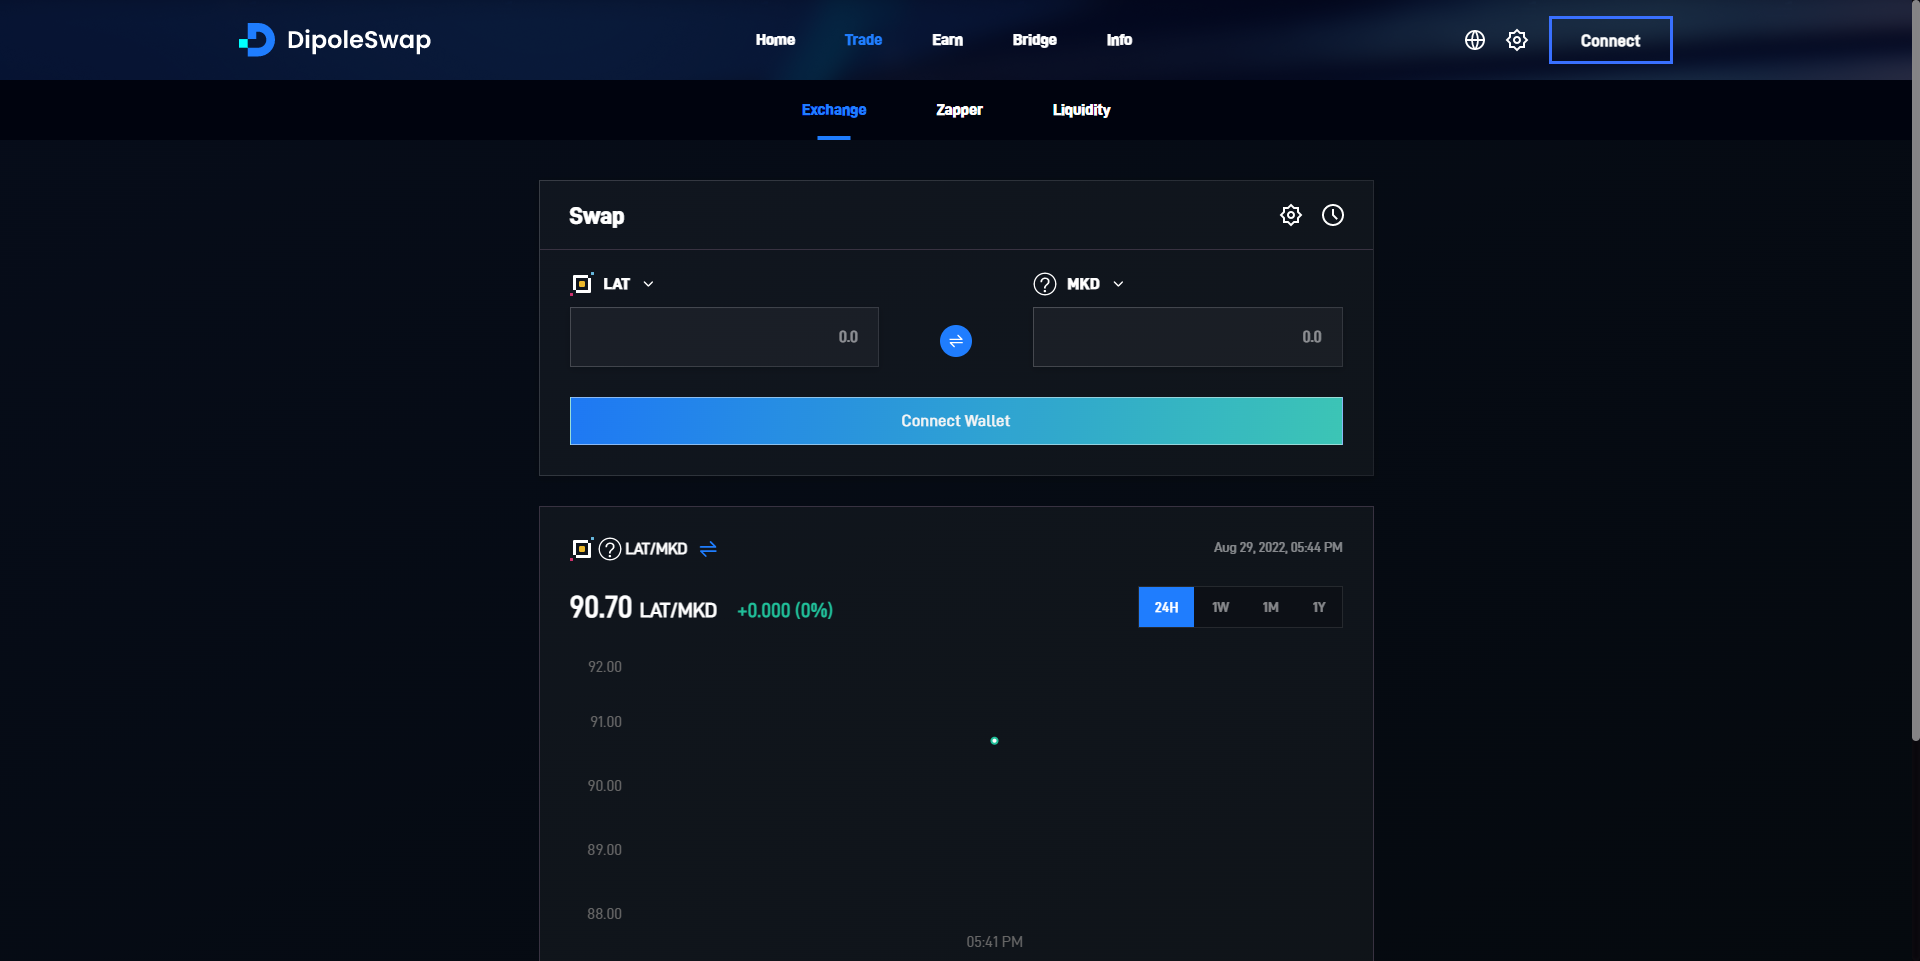 DipoleSwap
Home Trade Earn Bridge Info
Connect
Exchange Zapper Liquidity
Swap
LAT
MKD
0.0
0.0
Connect Wallet
LAT/MKD
Aug 29, 2022, 05:44 PM
90.70 LAT/MKD +0.000 (0%)
24H 1W 1M 1Y
92.00
91.00
90.00
89.00
88.00
05:41 PM